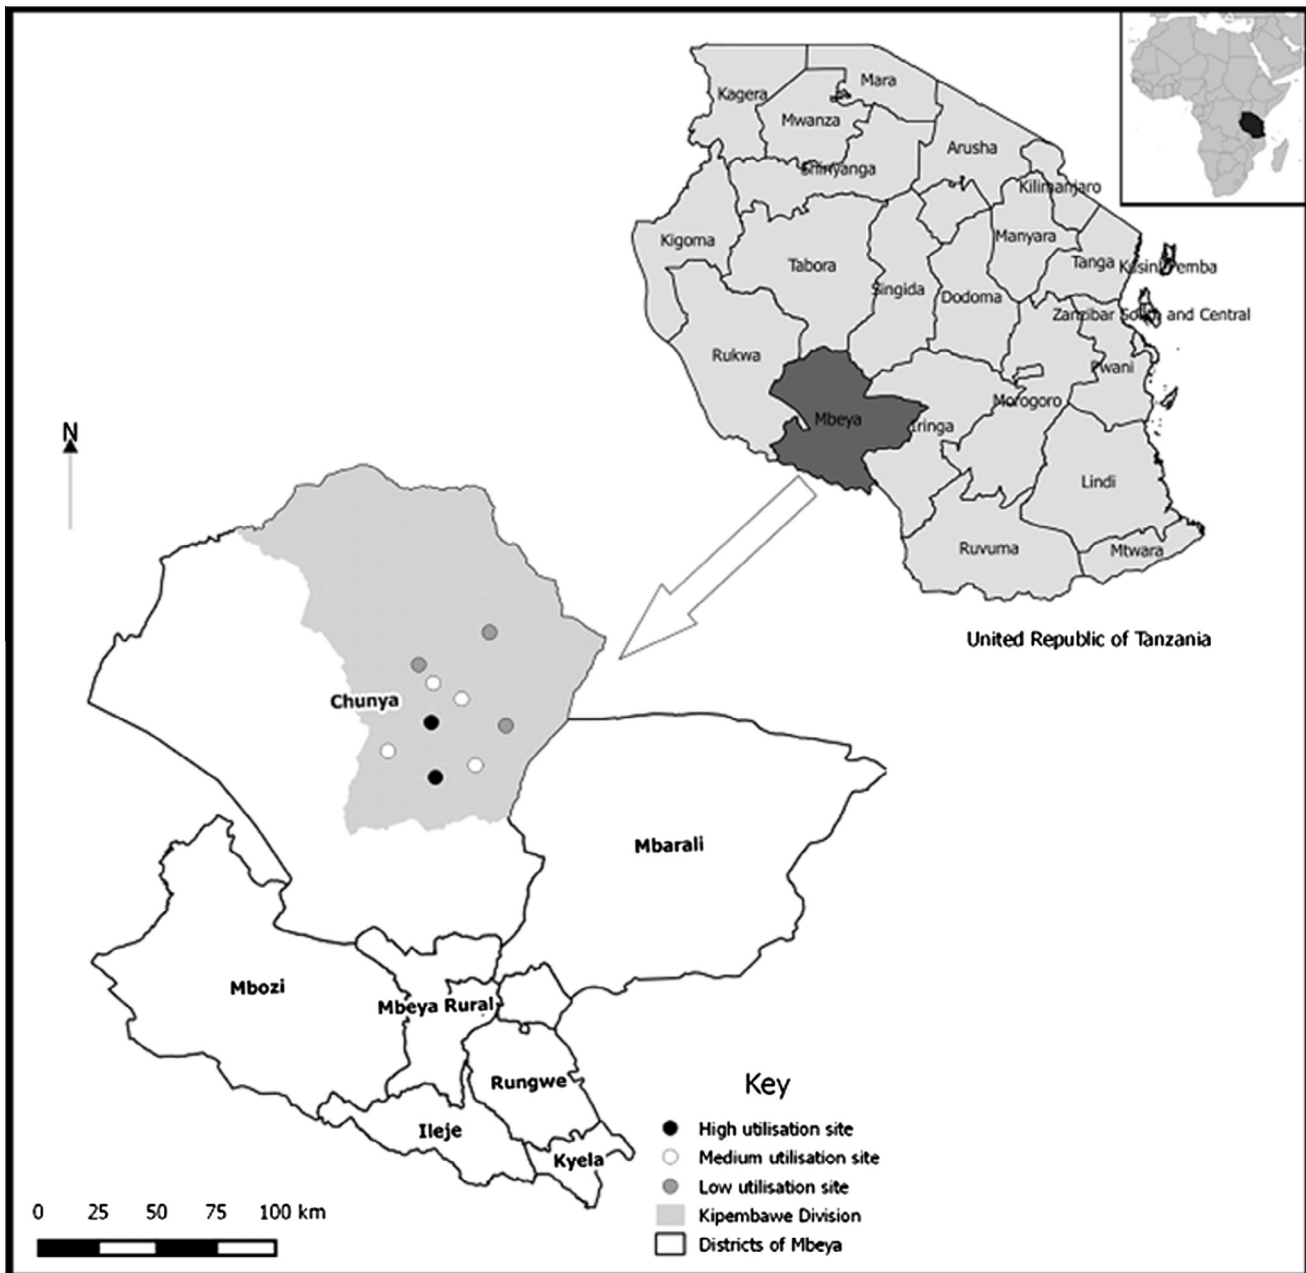 Mara
Kagera
Mwanza
Arusha
Shinyanga
Kilimanjaro
Kigoma
Manyara
Tabora
Tanga
Kusini Pemba
Singida
Dodoma
Zanzibar South and Central
Rukwa
Pwani
Morogoro
Mbeya
Iringa
Lindi
Ruvuma
Mtwara
United Republic of Tanzania
N
Chunya
Mbarali
Mbozi
Mbeya Rural
Rungwe
Ileje
Kyela
Key
High utilisation site
Medium utilisation site
Low utilisation site
Kipembawe Division
Districts of Mbeya
0 25 50 75 100 km